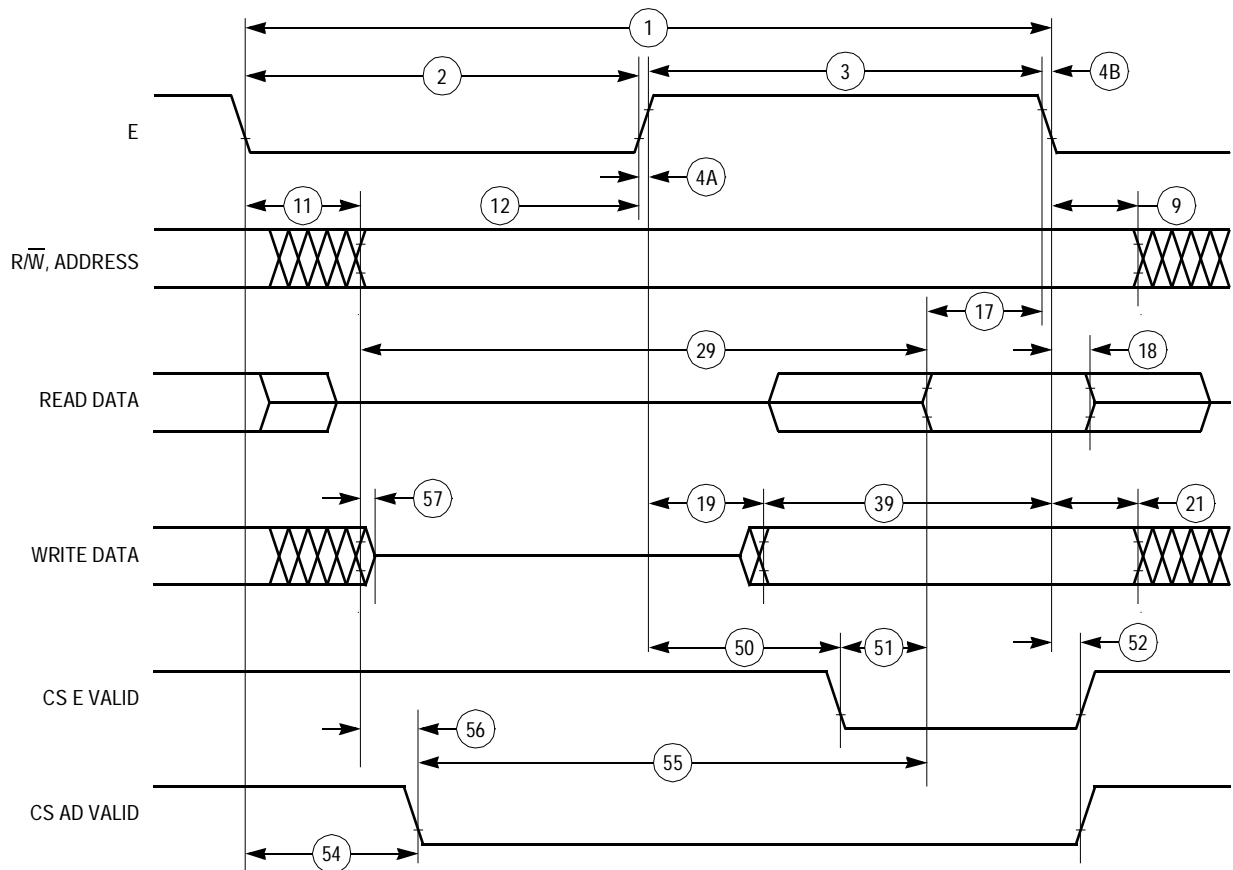 1
2
3
4B
E
4A
11
12
9
R/W̅, ADDRESS
17
29
18
READ DATA
57
19
39
21
WRITE DATA
50
51
52
CS E VALID
56
55
CS AD VALID
54